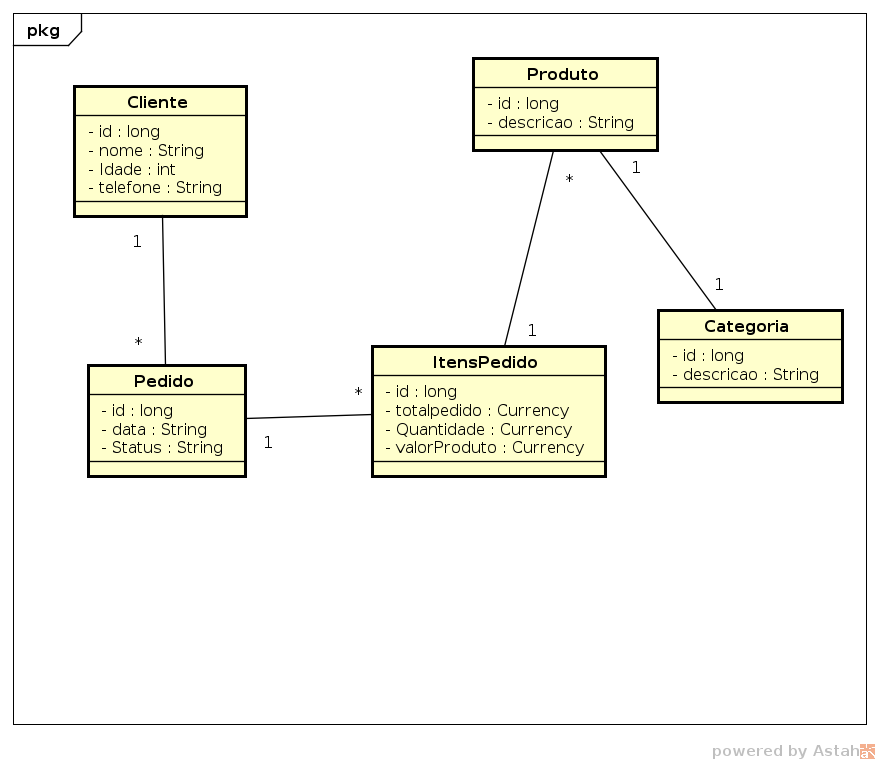 pkg
Produto
- id : long
- descricao : String
Cliente
- id : long
- nome : String
- Idade : int
- telefone : String
*
1
1
*
1
1
Categoria
- id : long
- descricao : String
ItensPedido
- id : long
- totalpedido : Currency
- Quantidade : Currency
- valorProduto : Currency
Pedido
- id : long
- data : String
- Status : String
*
1
powered by Astah